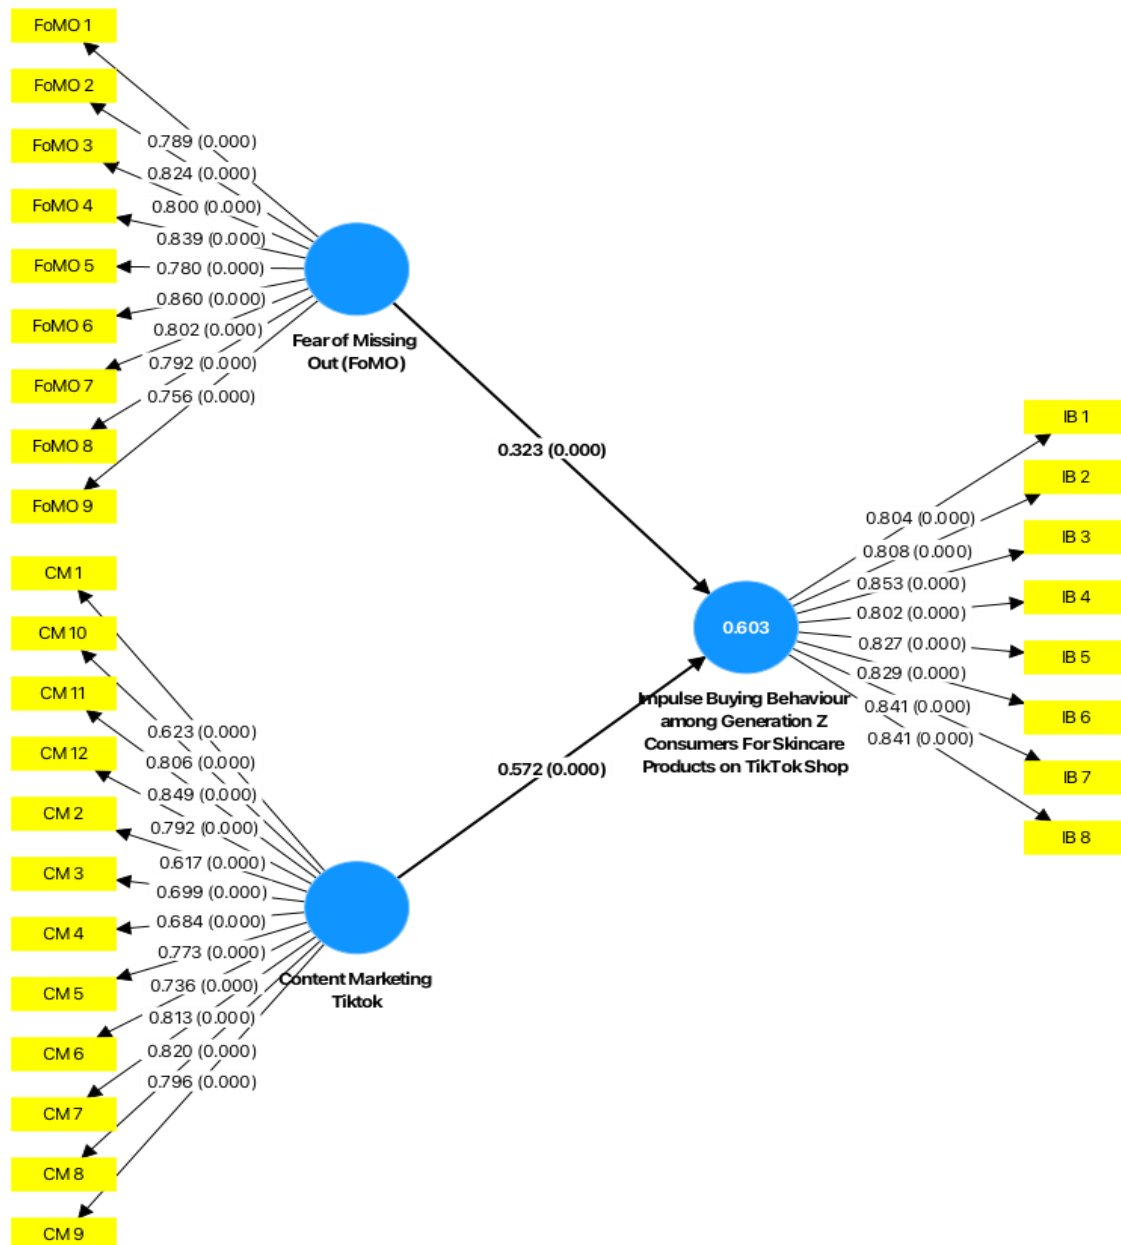 FoMO 1
FoMO 2
FoMO 3
FoMO 4
FoMO 5
FoMO 6
FoMO 7
FoMO 8
FoMO 9
0.789 (0.000)
0.824 (0.000)
0.800 (0.000)
0.839 (0.000)
0.780 (0.000)
0.860 (0.000)
0.802 (0.000)
0.792 (0.000)
0.756 (0.000)
Fear of Missing
Out (FoMO)
0.323 (0.000)
CM 1
CM 10
CM 11
CM 12
CM 2
CM 3
CM 4
CM 5
CM 6
CM 7
CM 8
CM 9
0.623 (0.000)
0.806 (0.000)
0.849 (0.000)
0.792 (0.000)
0.617 (0.000)
0.699 (0.000)
0.684 (0.000)
0.773 (0.000)
0.736 (0.000)
0.813 (0.000)
0.820 (0.000)
0.796 (0.000)
Content Marketing
Tiktok
0.572 (0.000)
0.603
Impulse Buying Behaviour
among Generation Z
Consumers For Skincare
Products on TikTok Shop
0.804 (0.000)
0.808 (0.000)
0.853 (0.000)
0.802 (0.000)
0.827 (0.000)
0.829 (0.000)
0.841 (0.000)
0.841 (0.000)
IB 1
IB 2
IB 3
IB 4
IB 5
IB 6
IB 7
IB 8